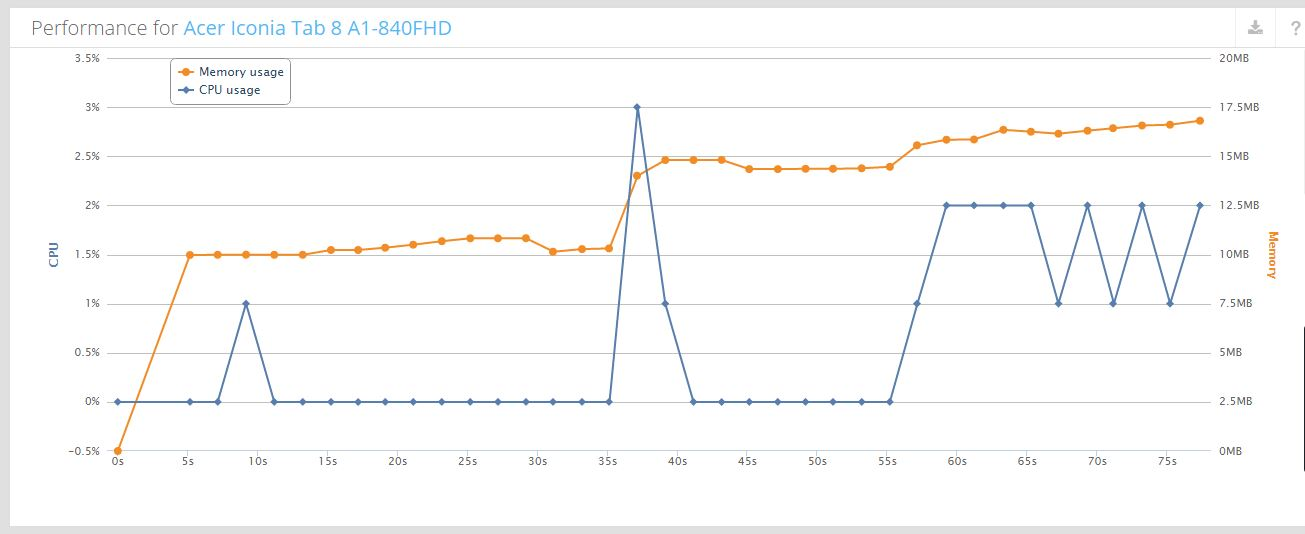 Performance for Acer Iconia Tab 8 A1-840FHD
?
Memory usage
CPU usage
3.5%
3%
2.5%
2%
1.5%
1%
0.5%
0%
−0.5%
CPU
20MB
17.5MB
15MB
12.5MB
10MB
7.5MB
5MB
2.5MB
0MB
Memory
0s 5s 10s 15s 20s 25s 30s 35s 40s 45s 50s 55s 60s 65s 70s 75s